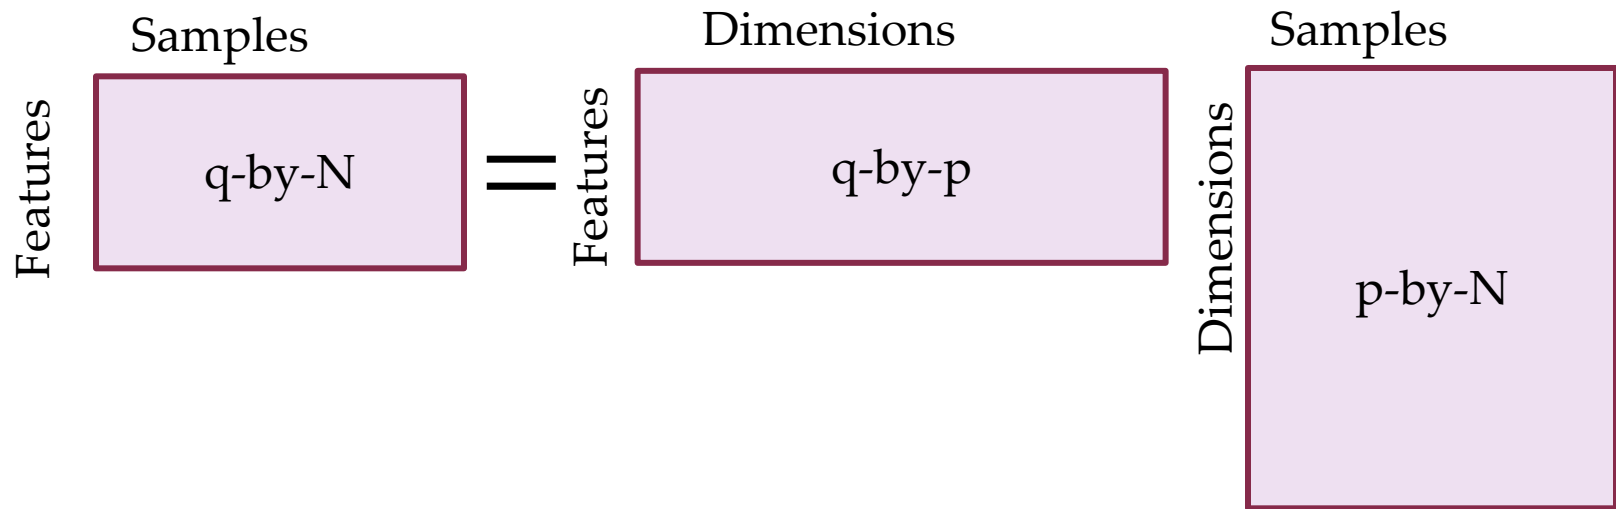 Samples
Features
q-by-N
=
Dimensions
Features
q-by-p
Samples
Dimensions
p-by-N